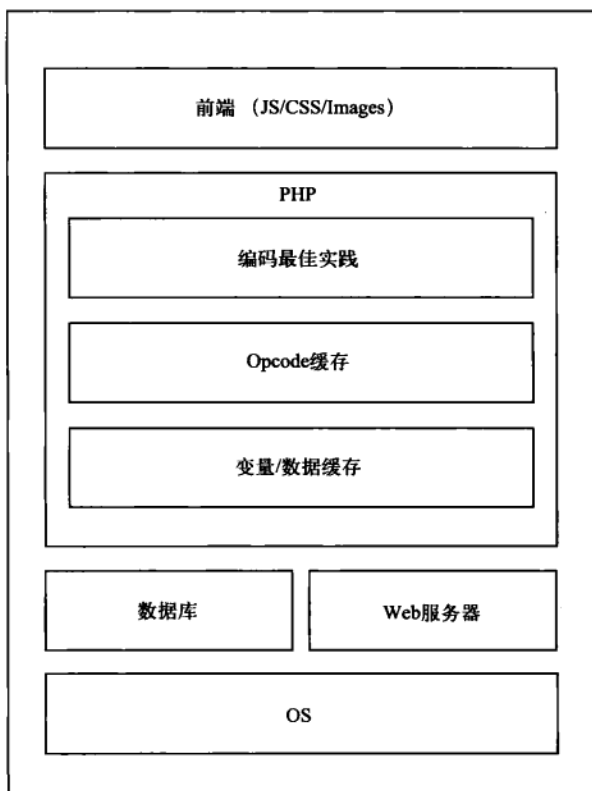 前端 （JS/CSS/Images）
PHP
编码最佳实践
Opcode缓存
变量/数据缓存
数据库
Web服务器
OS